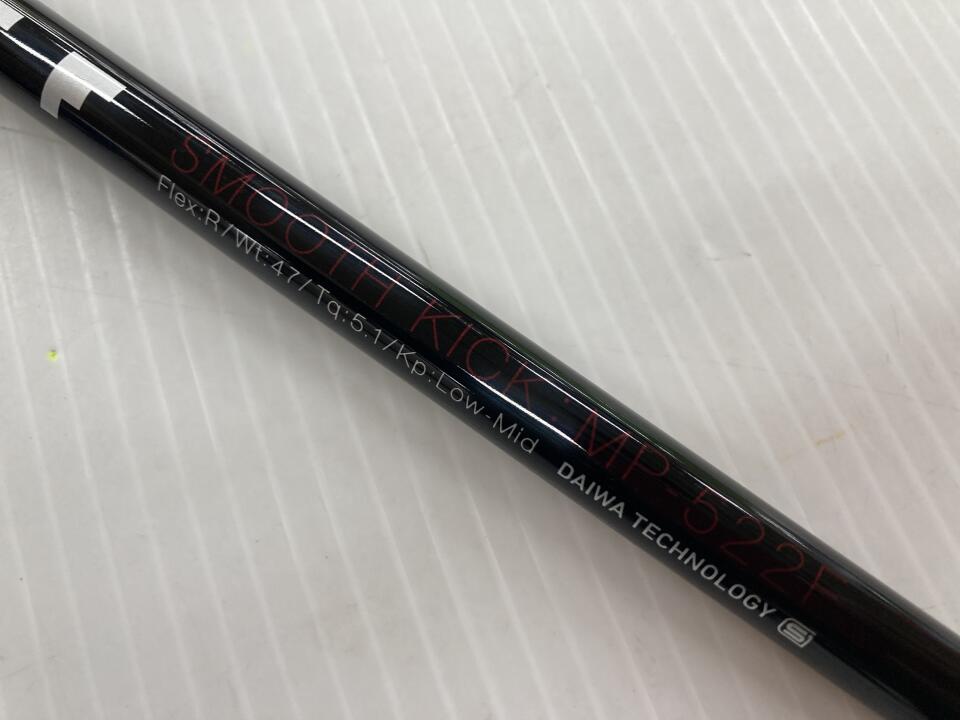 SMOOTH KICK : MP-522F
Flex:R/Wt:47/Tq:5.1/Kp:Low-Mid
DAIWA TECHNOLOGY